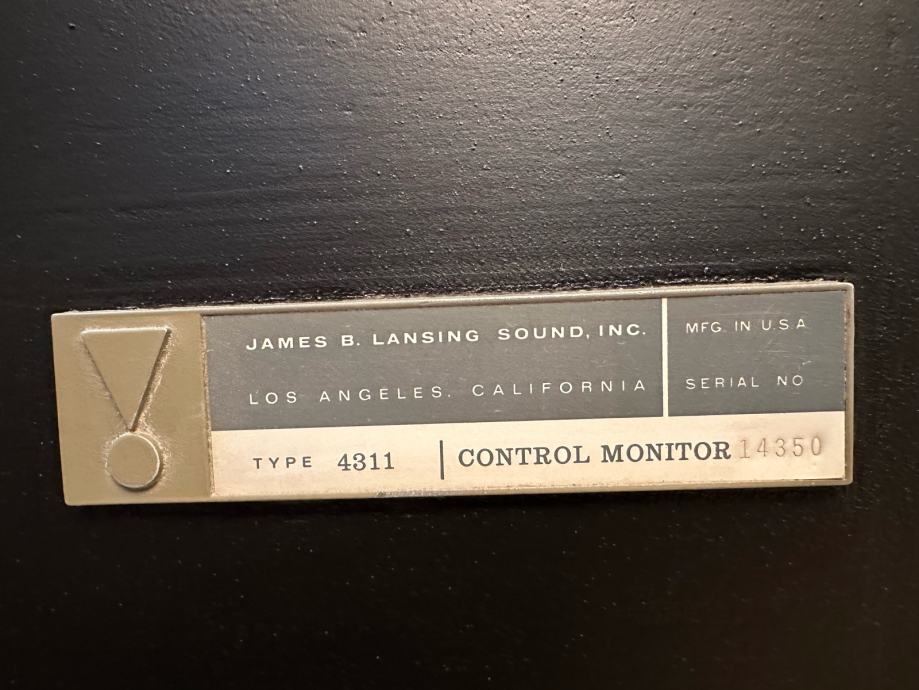 JAMES B. LANSING SOUND, INC.
LOS ANGELES. CALIFORNIA
MFG. IN U.S.A
SERIAL NO
TYPE 4311 | CONTROL MONITOR 14350